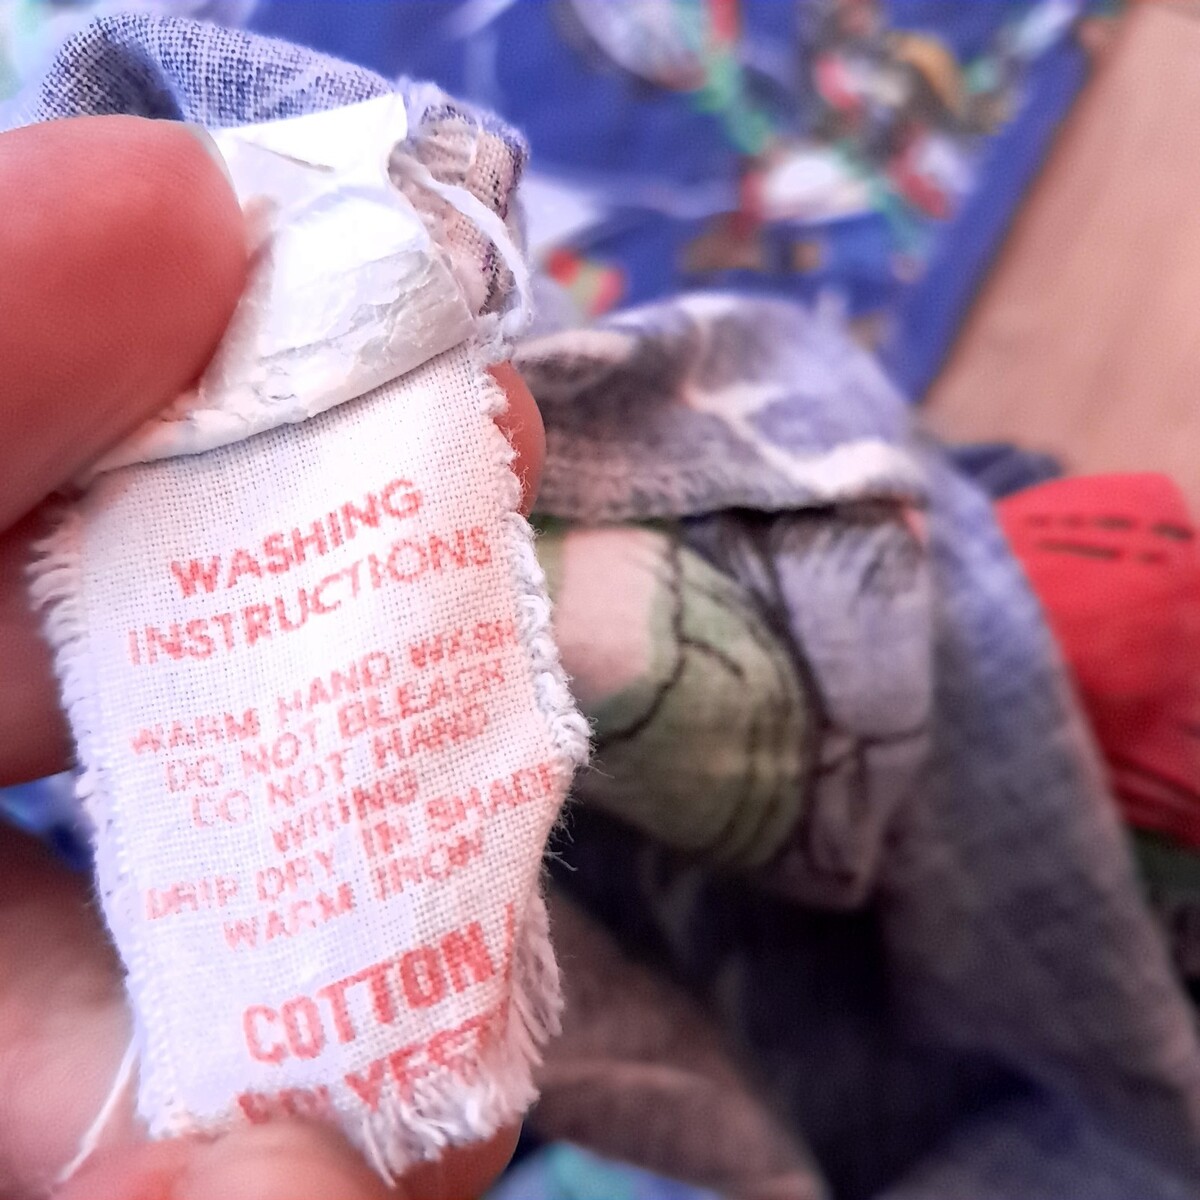 WASHING
INSTRUCTIONS
WARM HAND WASH
DO NOT BLEACH
DO NOT HAND
WRING
DRIP DRY IN SHADE
WARM IRON
COTTON